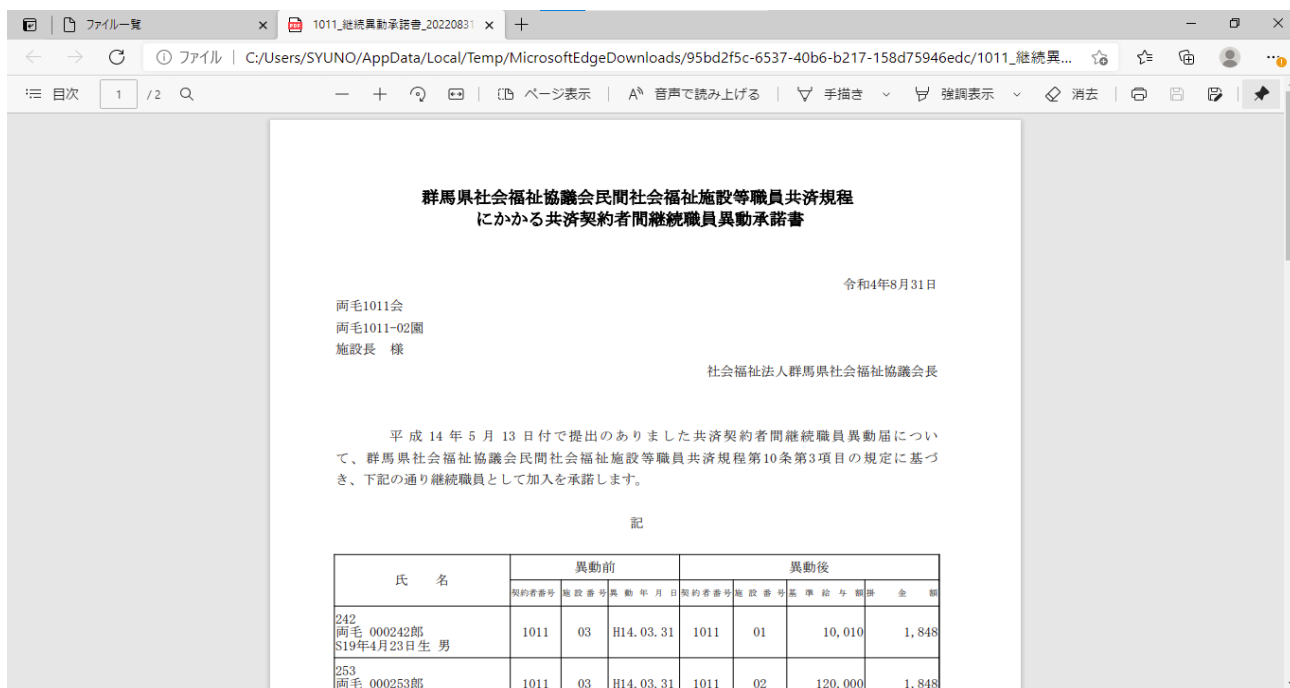 ファイル一覧
1011_継続異動承諾書_20220831
ファイル
C:/Users/SYUNO/AppData/Local/Temp/MicrosoftEdgeDownloads/95bd2f5c-6537-40b6-b217-158d75946edc/1011_継続異...
目次
1 / 2
ページ表示
音声で読み上げる
手描き
強調表示
消去
群馬県社会福祉協議会民間社会福祉施設等職員共済規程
にかかる共済契約者間継続職員異動承諾書
令和4年8月31日
両毛1011会
両毛1011-02園
施設長 様
社会福祉法人群馬県社会福祉協議会長
平成14年5月13日付で提出のありました共済契約者間継続職員異動届につい
て、群馬県社会福祉協議会民間社会福祉施設等職員共済規程第10条第3項目の規定に基づ
き、下記の通り継続職員として加入を承諾します。
記
氏 名 異動前 異動後
契約者番号 施設番号 異動年月日 契約者番号 施設番号 基準給与額 掛金額
242
両毛 000242郎 1011 03 H14.03.31 1011 01 10,010 1,848
S19年4月23日生 男
253
両毛 000253郎 1011 03 H14.03.31 1011 02 120,000 1,848